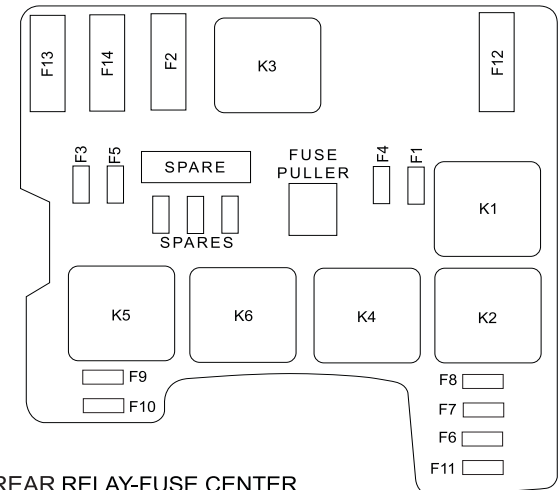 F13
F14
F2
K3
F12
F3
F5
SPARE
FUSE
PULLER
F4
F1
K1
SPARES
K5
K6
K4
K2
F9
F10
F8
F7
F6
F11
REAR RELAY-FUSE CENTER